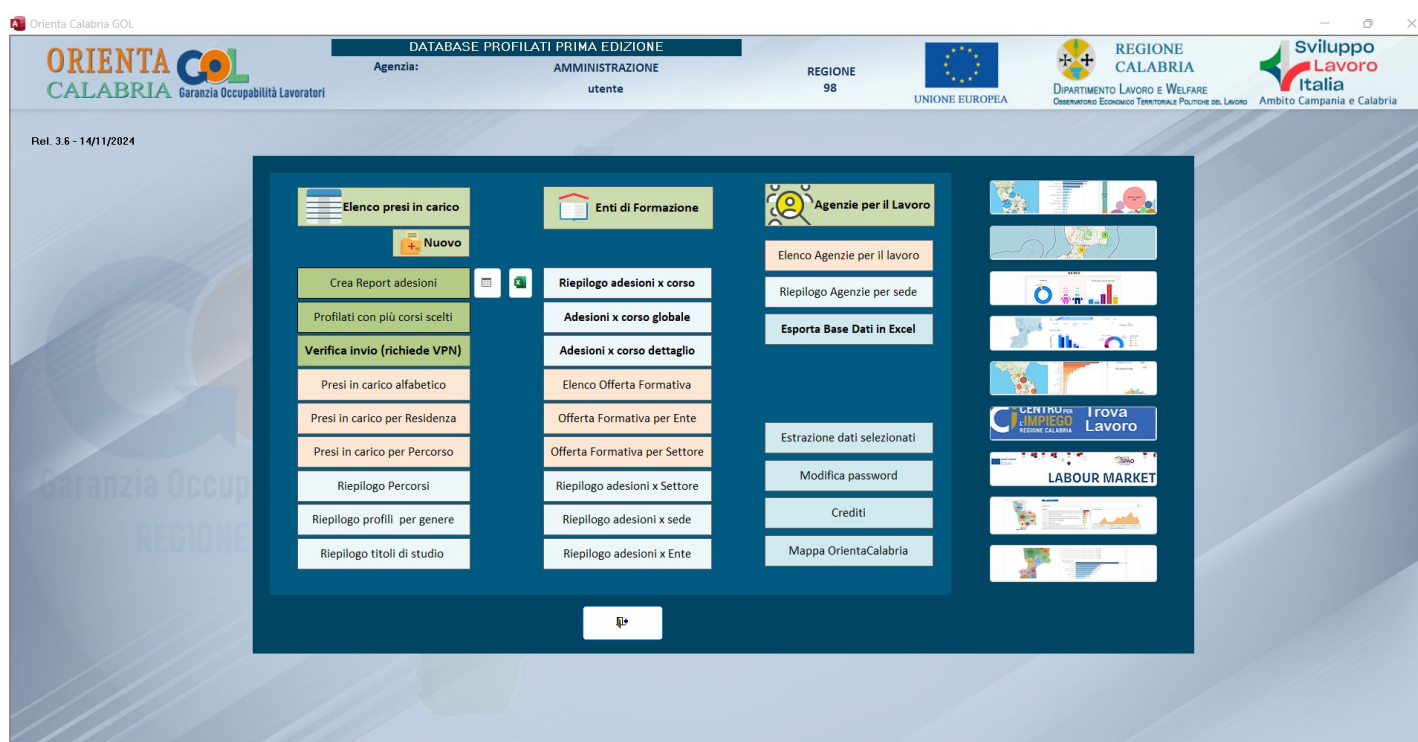 Orienta Calabria GOL
ORIENTA GOL
CALABRIA Garanzia Occupabilità Lavoratori
DATABASE PROFILATI PRIMA EDIZIONE
Agenzia: AMMINISTRAZIONE
utente
REGIONE
98
UNIONE EUROPEA
REGIONE
CALABRIA
DIPARTIMENTO LAVORO E WELFARE
OSSERVATORIO ECONOMICO TERRITORIALE POLITICHE DEL LAVORO
Sviluppo
Lavoro
Italia
Ambito Campania e Calabria
Rel. 3.6 - 14/11/2024
Elenco presi in carico
Nuovo
Crea Report adesioni
Profilati con più corsi scelti
Verifica invio (richiede VPN)
Presi in carico alfabetico
Presi in carico per Residenza
Presi in carico per Percorso
Riepilogo Percorsi
Riepilogo profili per genere
Riepilogo titoli di studio
Enti di Formazione
Riepilogo adesioni x corso
Adesioni x corso globale
Adesioni x corso dettaglio
Elenco Offerta Formativa
Offerta Formativa per Ente
Offerta Formativa per Settore
Riepilogo adesioni x Settore
Riepilogo adesioni x sede
Riepilogo adesioni x Ente
Agenzie per il Lavoro
Elenco Agenzie per il lavoro
Riepilogo Agenzie per sede
Esporta Base Dati in Excel
Estrazione dati selezionati
Modifica password
Crediti
Mappa OrientaCalabria
CENTRO PER
L'IMPIEGO
REGIONE CALABRIA
Trova
Lavoro
LABOUR MARKET
Garanzia Occup
REGIONE